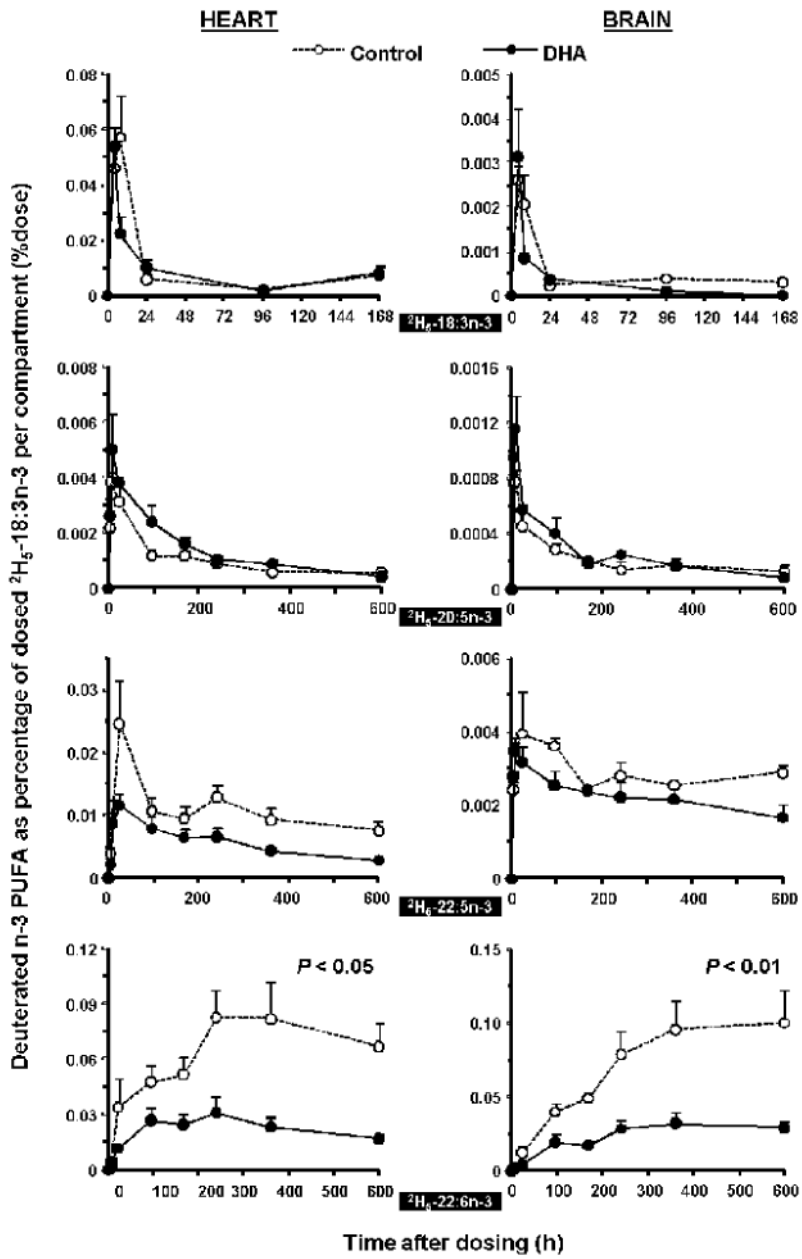 HEART BRAIN
Control DHA
Deuterated n-3 PUFA as percentage of dosed ²H₅-18:3n-3 per compartment (%dose)
0.08 0.005
0.004
0.06
0.003
0.04
0.002
0.02
0.001
0 0
0 24 48 72 96 120 144 168 0 24 48 72 96 120 144 168
²H₅-18:3n-3
0.008 0.0016
0.006 0.0012
0.004 0.0008
0.002 0.0004
0 0
0 200 400 600 0 200 400 600
²H₅-20:5n-3
0.006
0.03
0.004
0.02
0.002
0.01
0 0
0 100 200 300 400 500 600 0 100 200 300 400 500 600
²H₅-22:5n-3
0.15 0.15
P < 0.05 P < 0.01
0.12
0.09 0.10
0.06
0.05
0.03
0 0
0 100 200 300 400 500 600 0 100 200 300 400 500 600
²H₅-22:6n-3
Time after dosing (h)